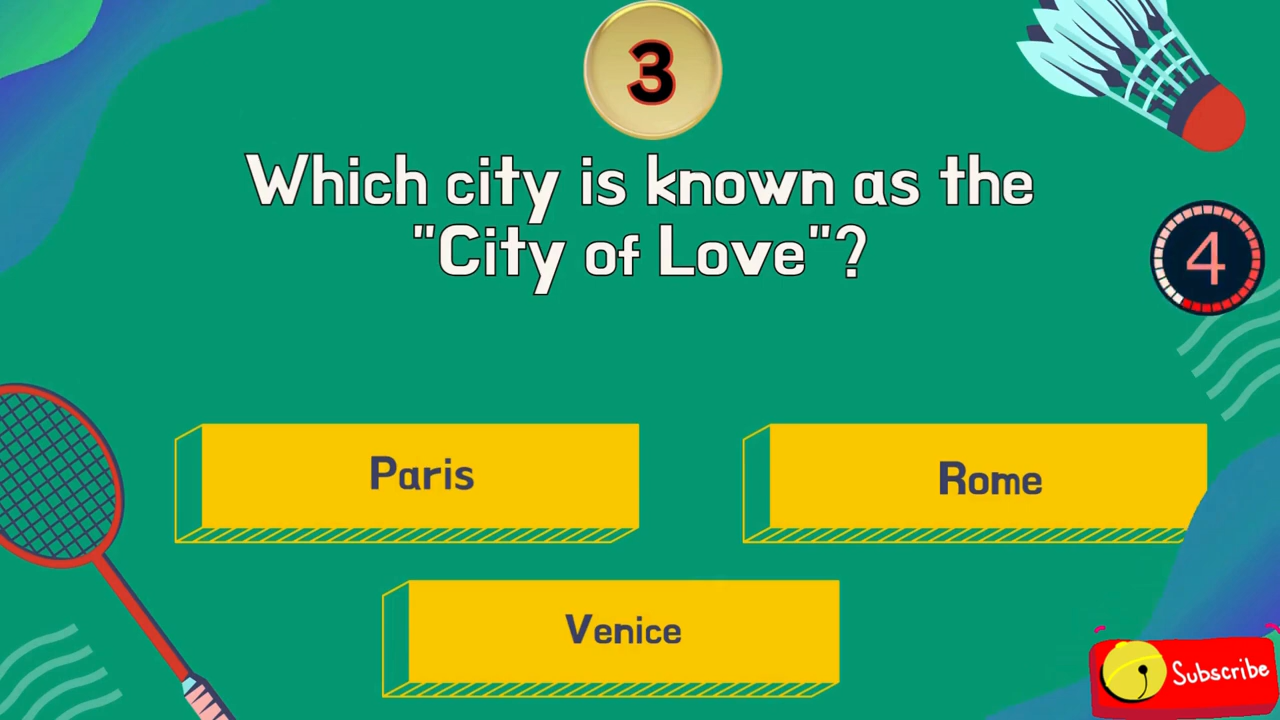 3
Which city is known as the
"City of Love"?
4
Paris
Rome
Venice
Subscribe